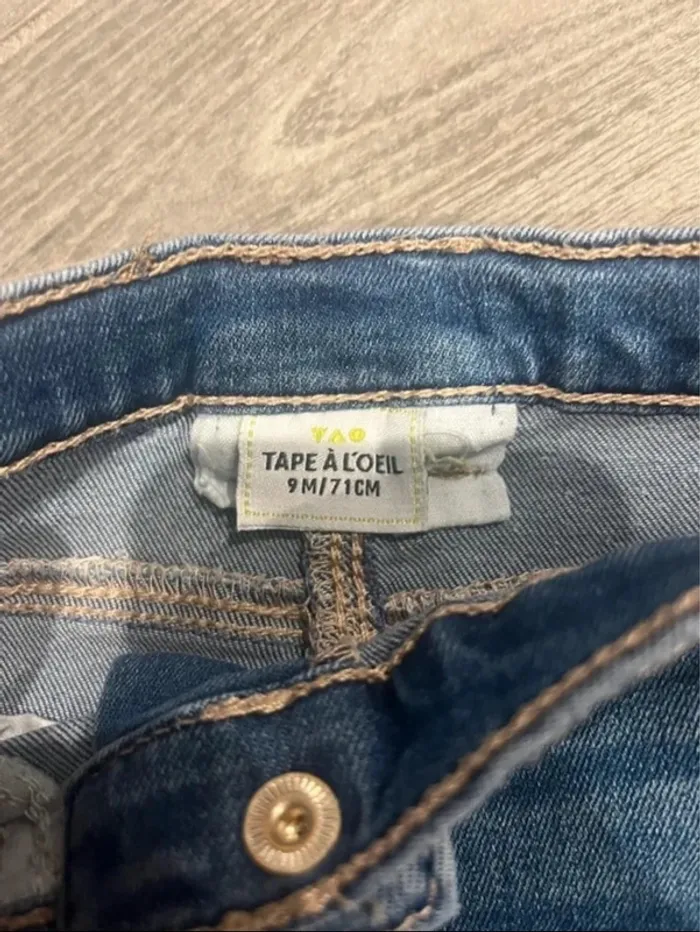 TAO
TAPE À L'OEIL
9M/71CM